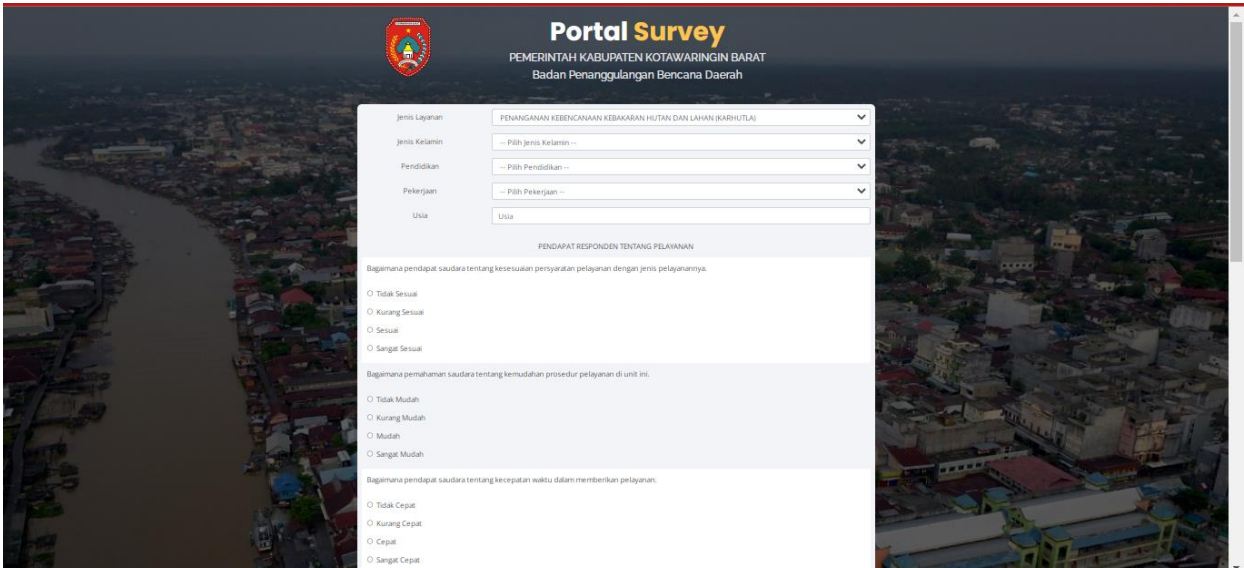 Portal Survey
PEMERINTAH KABUPATEN KOTAWARINGIN BARAT
Badan Penanggulangan Bencana Daerah
Jenis Layanan PENANGANAN KEBENCANAAN KEBAKARAN HUTAN DAN LAHAN (KARHUTLA)
Jenis Kelamin -- Pilih Jenis Kelamin --
Pendidikan -- Pilih Pendidikan --
Pekerjaan -- Pilih Pekerjaan --
Usia Usia
PENDAPAT RESPONDEN TENTANG PELAYANAN
Bagaimana pendapat saudara tentang kesesuaian persyaratan pelayanan dengan jenis pelayanannya.
Tidak Sesuai
Kurang Sesuai
Sesuai
Sangat Sesuai
Bagaimana pemahaman saudara tentang kemudahan prosedur pelayanan di unit ini.
Tidak Mudah
Kurang Mudah
Mudah
Sangat Mudah
Bagaimana pendapat saudara tentang kecepatan waktu dalam memberikan pelayanan.
Tidak Cepat
Kurang Cepat
Cepat
Sangat Cepat